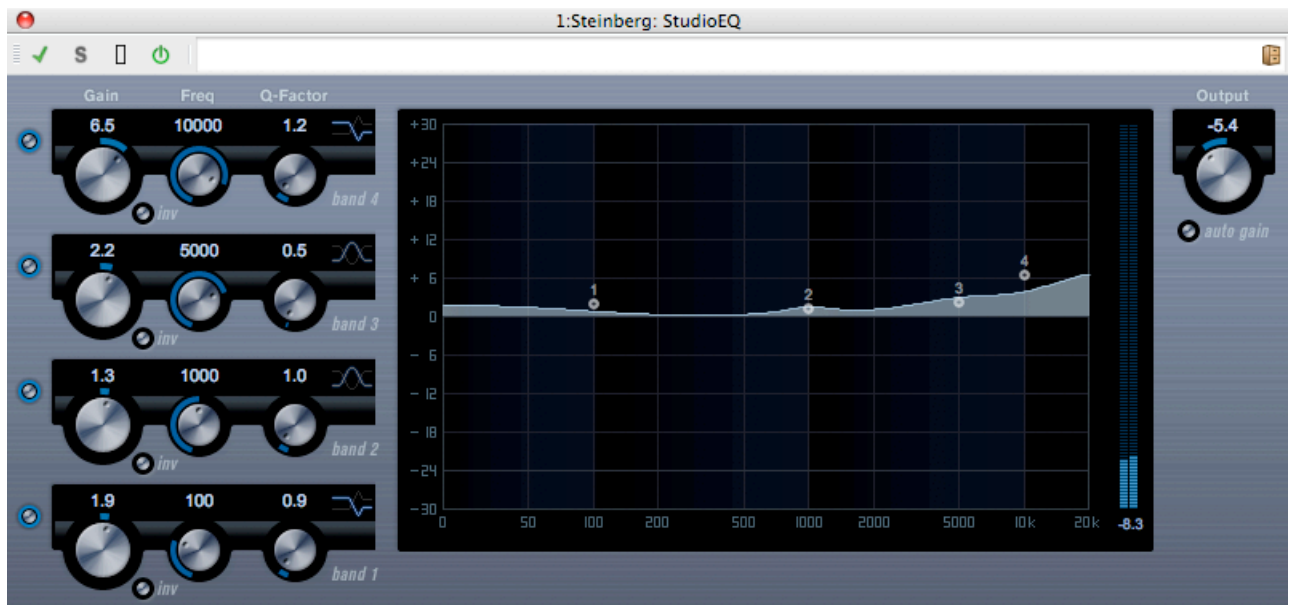 1:Steinberg: StudioEQ
S
Gain Freq Q-Factor
6.5 10000 1.2
inv band 4
2.2 5000 0.5
inv band 3
1.3 1000 1.0
inv band 2
1.9 100 0.9
inv band 1
+30
+24
+18
+12
+6
0
-6
-12
-18
-24
-30
1 2 3 4
0 50 100 200 500 1000 2000 5000 10k 20k
-8.3
Output
-5.4
auto gain